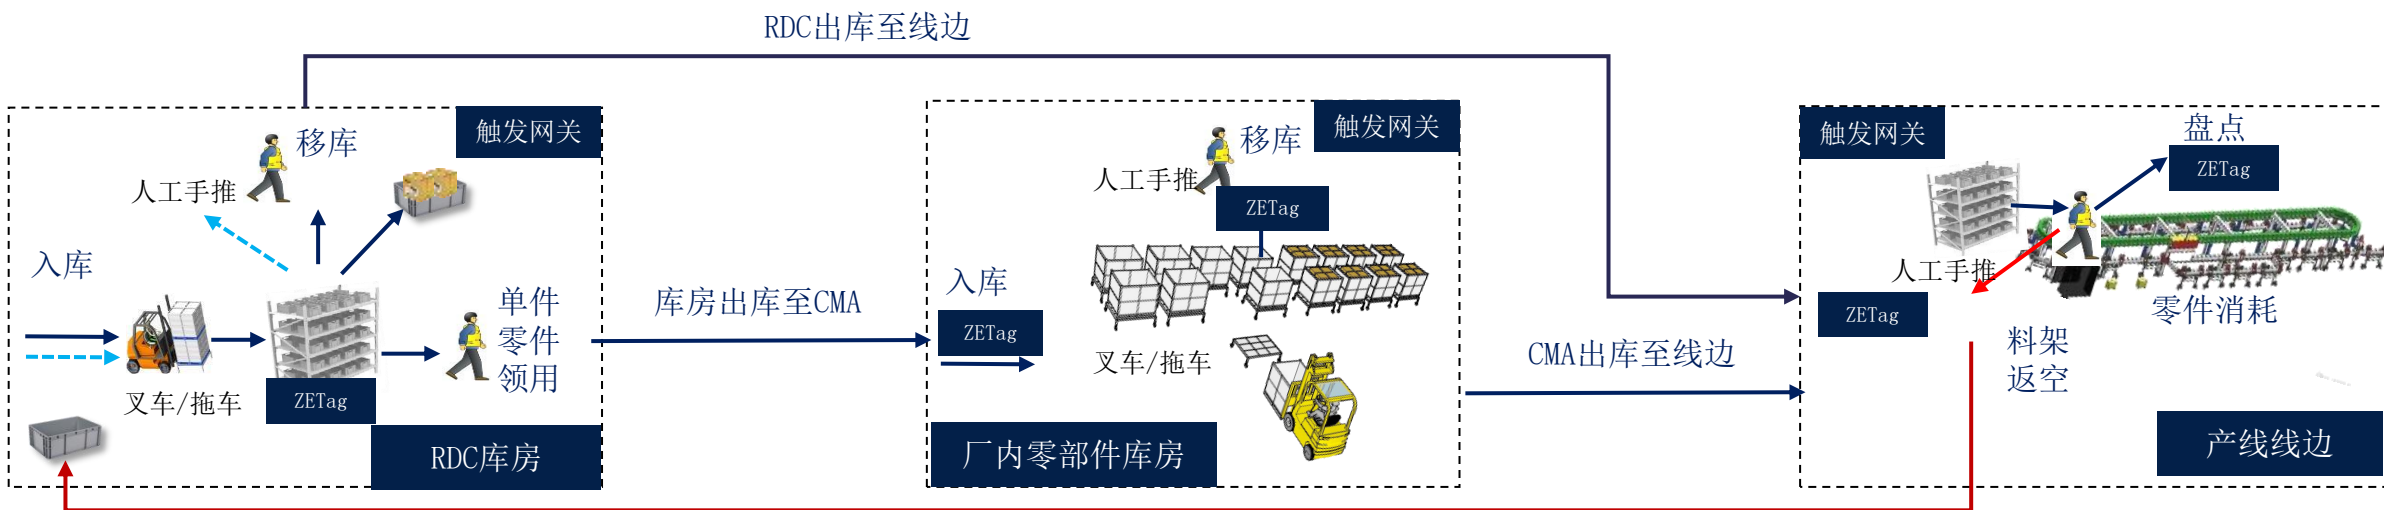 RDC出库至线边
触发网关
移库
人工手推
入库
单件
零件
领用
叉车/拖车
ZETag
RDC库房
库房出库至CMA
触发网关
移库
人工手推
ZETag
入库
ZETag
叉车/拖车
厂内零部件库房
CMA出库至线边
触发网关
盘点
ZETag
人工手推
ZETag
零件消耗
料架
返空
产线线边